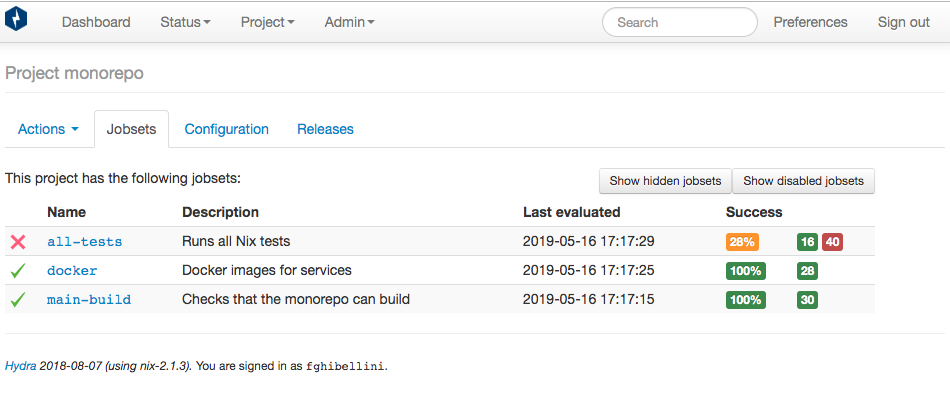 Dashboard Status Project Admin Search Preferences Sign out
Project monorepo
Actions Jobsets Configuration Releases
This project has the following jobsets: Show hidden jobsets Show disabled jobsets
Name Description Last evaluated Success
all-tests Runs all Nix tests 2019-05-16 17:17:29 28% 16 40
docker Docker images for services 2019-05-16 17:17:25 100% 28
main-build Checks that the monorepo can build 2019-05-16 17:17:15 100% 30
Hydra 2018-08-07 (using nix-2.1.3). You are signed in as fghibellini.